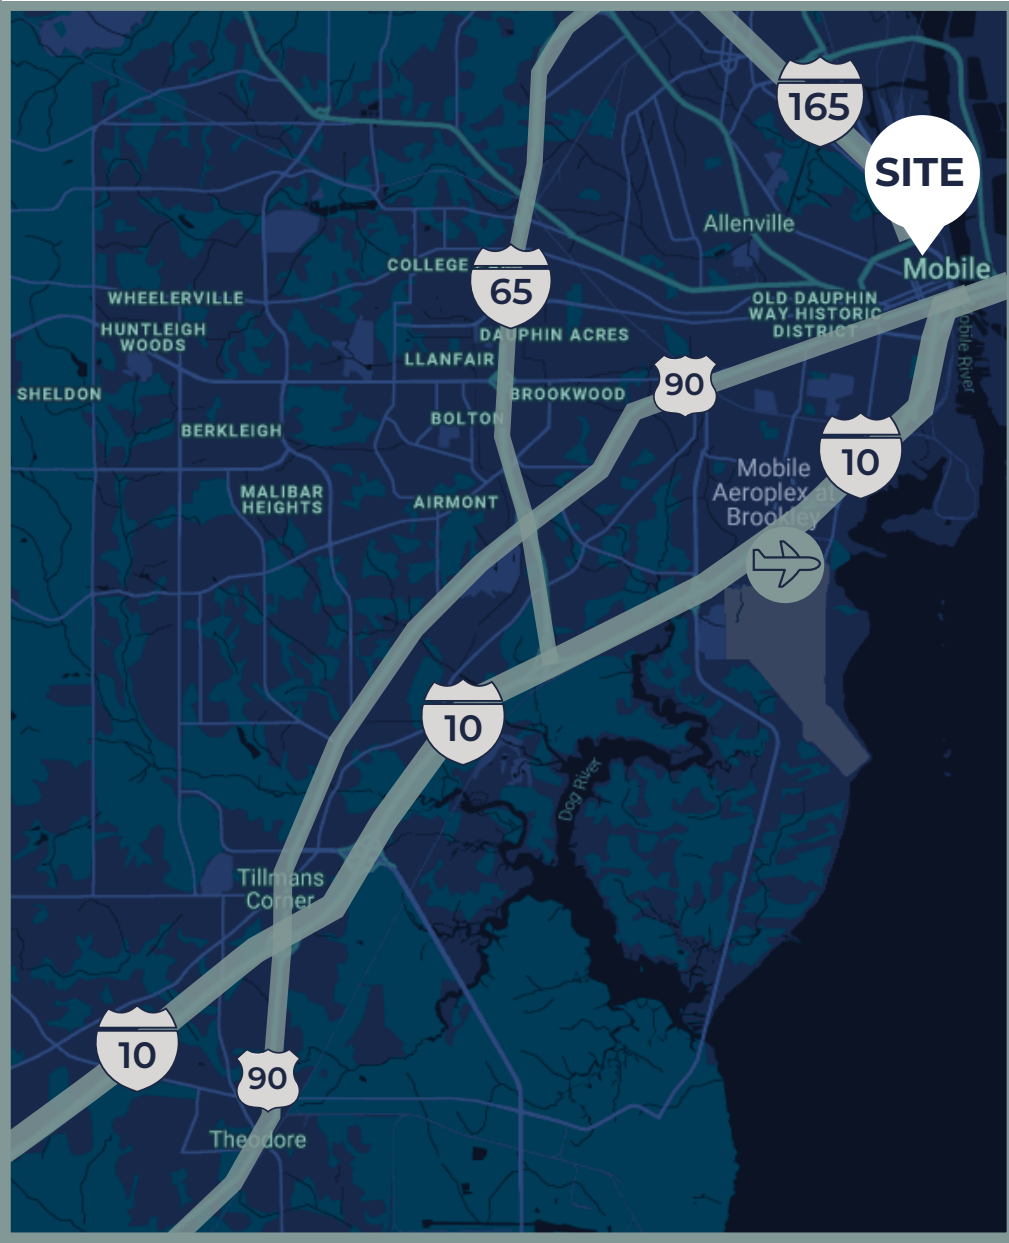 165
SITE
Allenville
Mobile
COLLEGE
65
WHEELERVILLE
OLD DAUPHIN
WAY HISTORIC
DISTRICT
HUNTLEIGH
WOODS
DAUPHIN ACRES
LLANFAIR
Mobile River
90
SHELDON
BROOKWOOD
BOLTON
BERKLEIGH
10
Mobile
Aeroplex at
Brookley
MALIBAR
HEIGHTS
AIRMONT
10
Dog River
Tillmans
Corner
10
90
Theodore